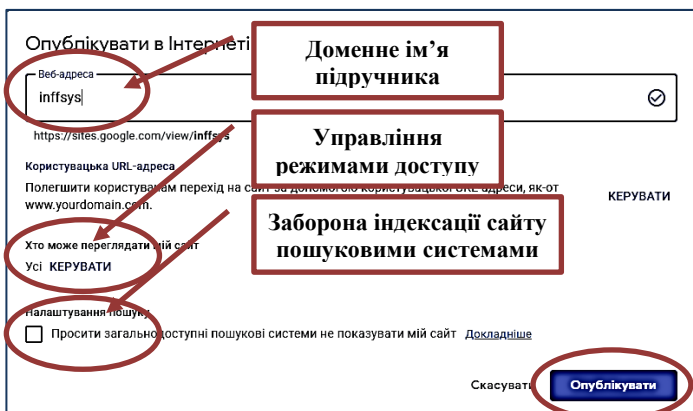 Опублікувати в Інтернеті
Доменне ім’я
підручника
Веб-адреса
inffsys
https://sites.google.com/view/inffsys
Управління
режимами доступу
Користувацька URL-адреса
Полегшити користувачам перехід на сайт за допомогою користувацької URL-адреси, як-от
www.yourdomain.com.
КЕРУВАТИ
Заборона індексації сайту
пошуковими системами
Хто може переглядати мій сайт
Усі КЕРУВАТИ
Налаштування пошуку
Просити загальнодоступні пошукові системи не показувати мій сайт Докладніше
Скасувати
Опублікувати